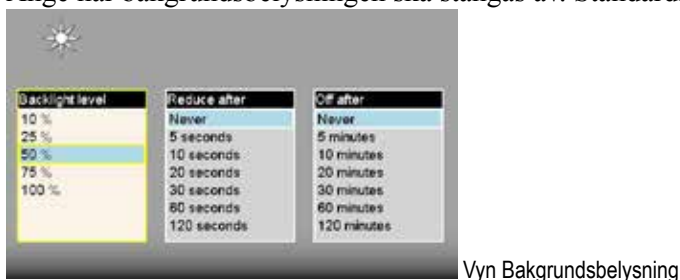 Ange när bakgrundsbelysningen ska stängas av. Standard
Backlight level
10 %
25 %
50 %
75 %
100 %
Reduce after
Never
5 seconds
10 seconds
20 seconds
30 seconds
60 seconds
120 seconds
Off after
Never
5 minutes
10 minutes
20 minutes
30 minutes
60 minutes
120 minutes
Vyn Bakgrundsbelysning